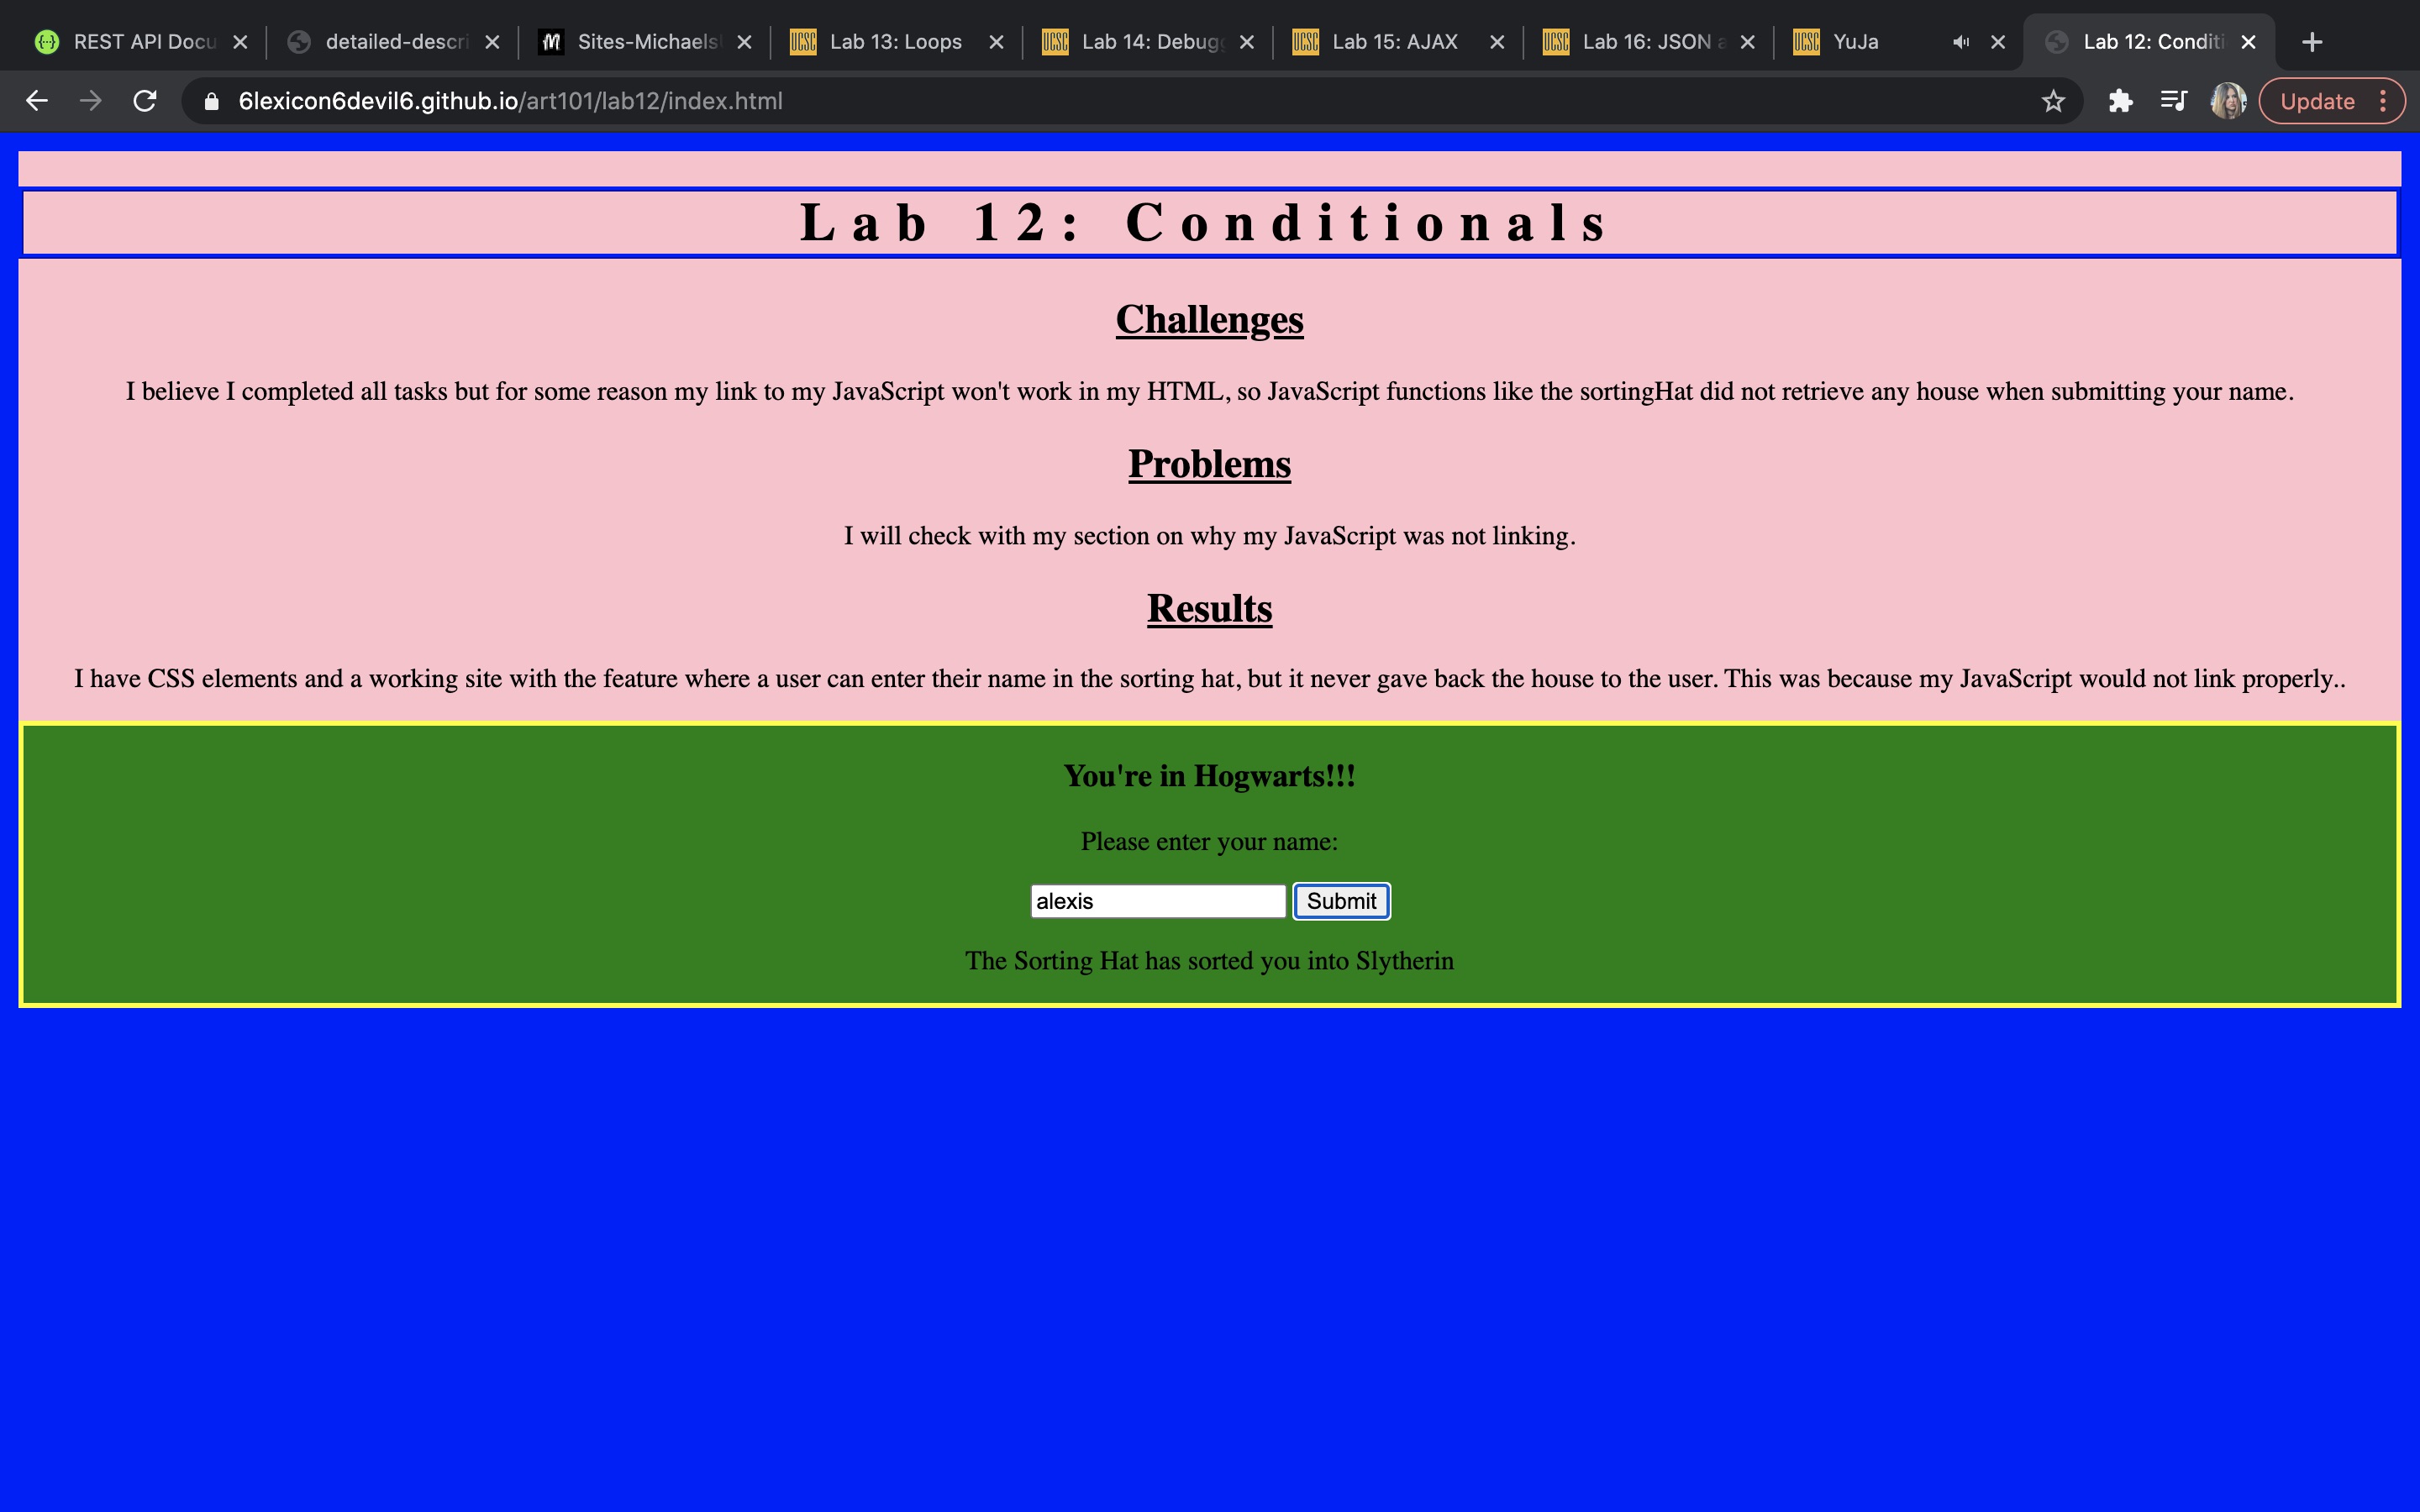 REST API Docu
detailed-descri
Sites-Michaels
UCSC Lab 13: Loops
UCSC Lab 14: Debugg
UCSC Lab 15: AJAX
UCSC Lab 16: JSON a
UCSC YuJa
Lab 12: Conditi
6lexicon6devil6.github.io/art101/lab12/index.html
Update
Lab 12: Conditionals
Challenges
I believe I completed all tasks but for some reason my link to my JavaScript won't work in my HTML, so JavaScript functions like the sortingHat did not retrieve any house when submitting your name.
Problems
I will check with my section on why my JavaScript was not linking.
Results
I have CSS elements and a working site with the feature where a user can enter their name in the sorting hat, but it never gave back the house to the user. This was because my JavaScript would not link properly..
You're in Hogwarts!!!
Please enter your name:
alexis Submit
The Sorting Hat has sorted you into Slytherin